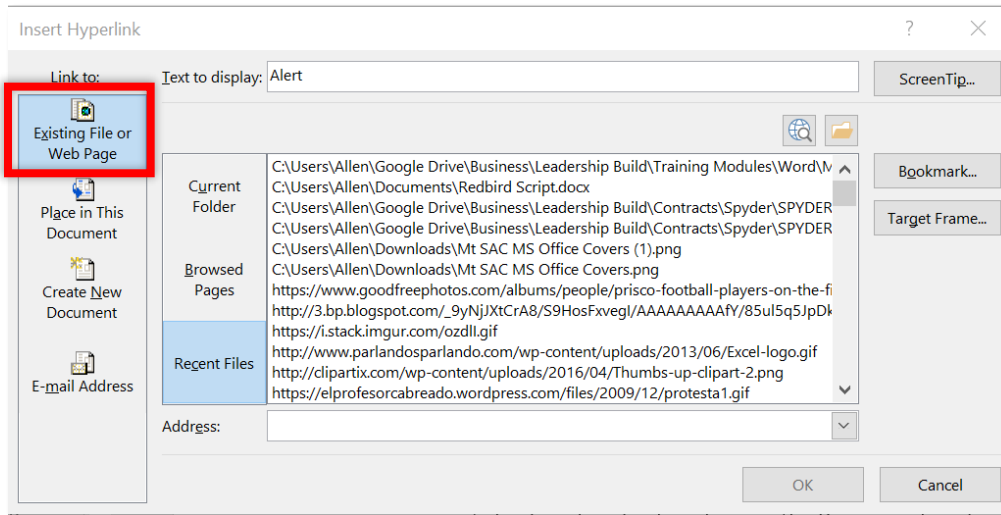 Insert Hyperlink
?
Link to:
Text to display: Alert
ScreenTip...
Existing File or
Web Page
Place in This
Document
Create New
Document
E-mail Address
Current
Folder
Browsed
Pages
Recent Files
C:\Users\Allen\Google Drive\Business\Leadership Build\Training Modules\Word\M
C:\Users\Allen\Documents\Redbird Script.docx
C:\Users\Allen\Google Drive\Business\Leadership Build\Contracts\Spyder\SPYDER
C:\Users\Allen\Google Drive\Business\Leadership Build\Contracts\Spyder\SPYDER
C:\Users\Allen\Downloads\Mt SAC MS Office Covers (1).png
C:\Users\Allen\Downloads\Mt SAC MS Office Covers.png
https://www.goodfreephotos.com/albums/people/prisco-football-players-on-the-fi
http://3.bp.blogspot.com/_9yNjJXtCrA8/S9HosFxvegI/AAAAAAAAAfY/85ul5q5JpDk
https://i.stack.imgur.com/ozdlI.gif
http://www.parlandosparlando.com/wp-content/uploads/2013/06/Excel-logo.gif
http://clipartix.com/wp-content/uploads/2016/04/Thumbs-up-clipart-2.png
https://elprofesorcabreado.wordpress.com/files/2009/12/protesta1.gif
Bookmark...
Target Frame...
Address:
OK
Cancel